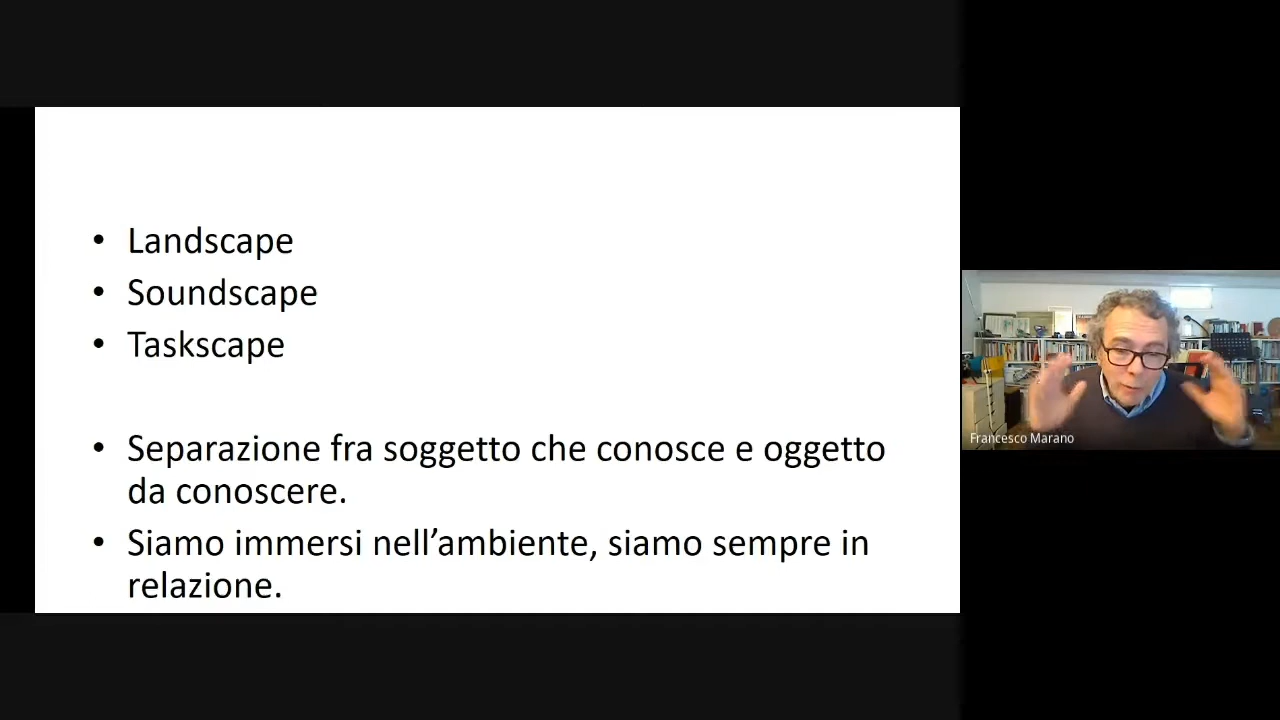 • Landscape
• Soundscape
• Taskscape
• Separazione fra soggetto che conosce e oggetto
da conoscere.
• Siamo immersi nell’ambiente, siamo sempre in
relazione.
Francesco Marano